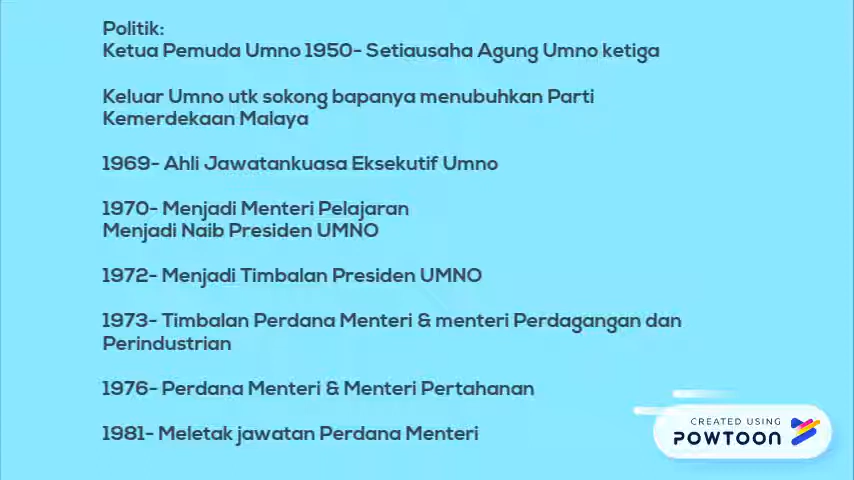 Politik:
Ketua Pemuda Umno 1950- Setiausaha Agung Umno ketiga
Keluar Umno utk sokong bapanya menubuhkan Parti
Kemerdekaan Malaya
1969- Ahli Jawatankuasa Eksekutif Umno
1970- Menjadi Menteri Pelajaran
Menjadi Naib Presiden UMNO
1972- Menjadi Timbalan Presiden UMNO
1973- Timbalan Perdana Menteri & menteri Perdagangan dan
Perindustrian
1976- Perdana Menteri & Menteri Pertahanan
1981- Meletak jawatan Perdana Menteri
CREATED USING
POWTOON